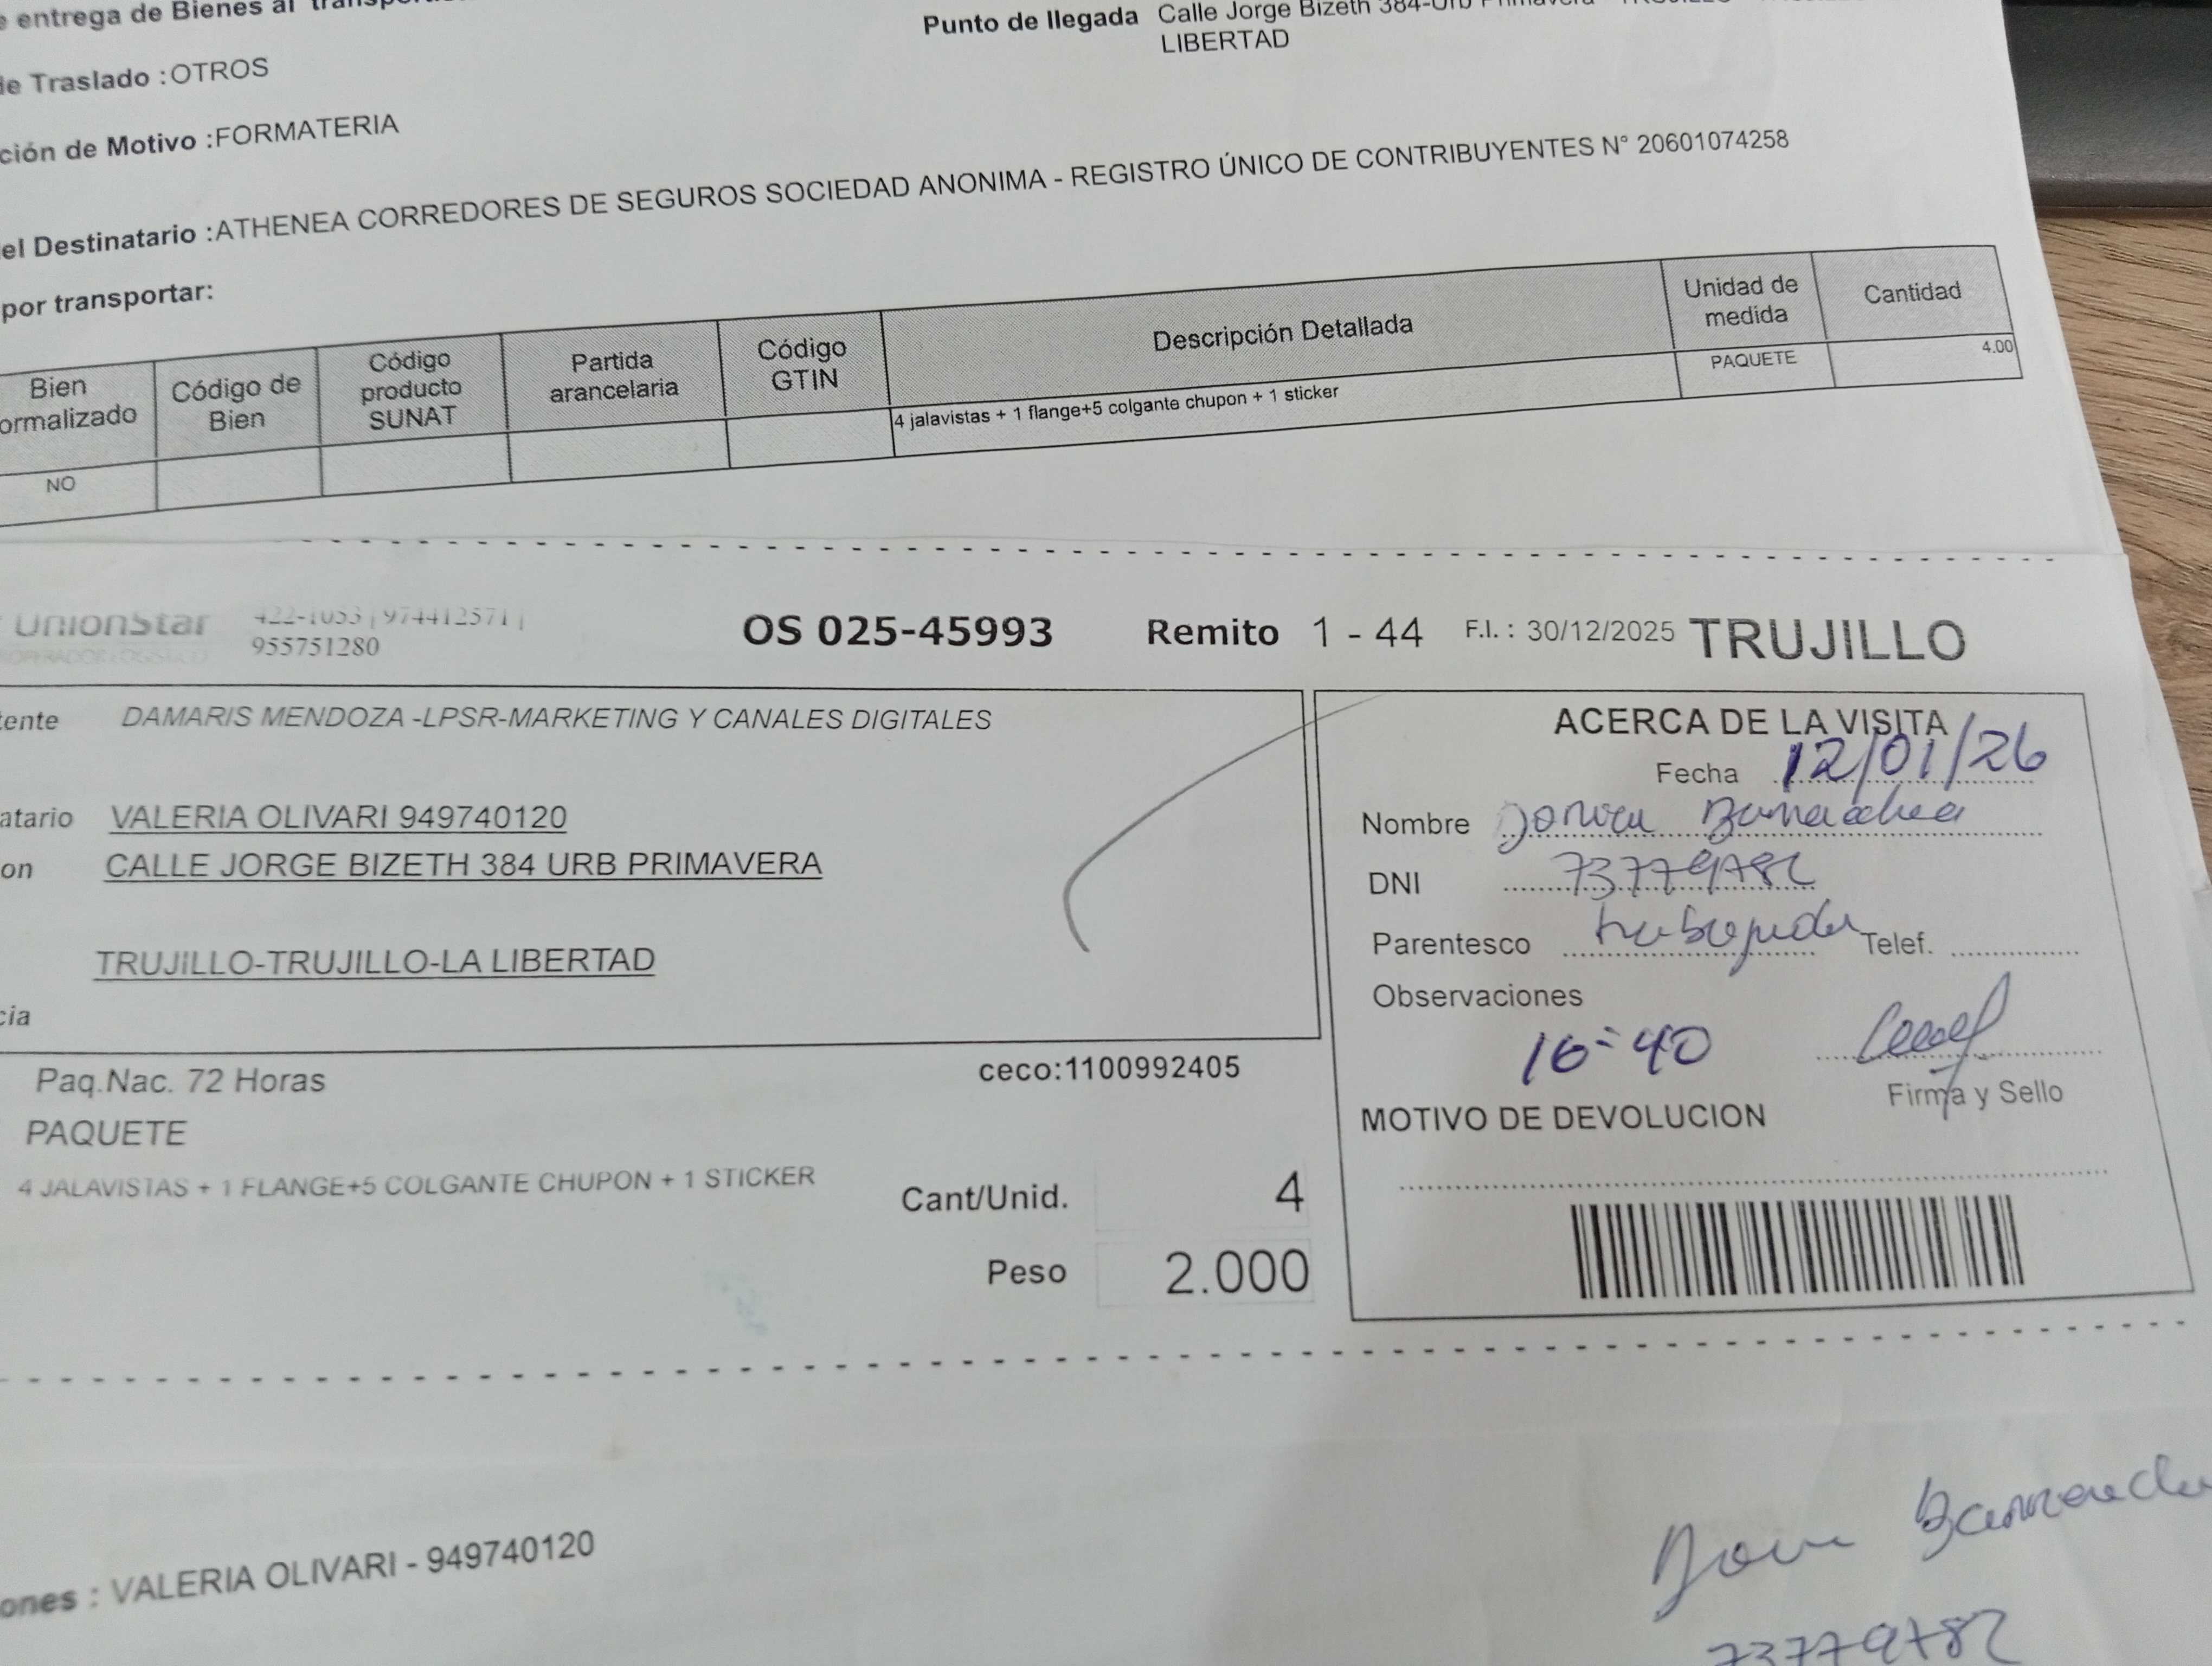 entrega de Bienes al
Punto de llegada Calle Jorge Bizeth 384-Urb
LIBERTAD
de Traslado :OTROS
ción de Motivo :FORMATERIA
el Destinatario :ATHENEA CORREDORES DE SEGUROS SOCIEDAD ANONIMA - REGISTRO ÚNICO DE CONTRIBUYENTES N° 20601074258
por transportar:
Bien ormalizado Código de Bien Código producto SUNAT Partida arancelaria Código GTIN Descripción Detallada Unidad de medida Cantidad
NO 4 jalavistas + 1 flange+5 colgante chupon + 1 sticker PAQUETE 4.00
UnionStar 422-1053 | 974412571 |
955751280
OS 025-45993 Remito 1 - 44 F.I. : 30/12/2025 TRUJILLO
tente DAMARIS MENDOZA -LPSR-MARKETING Y CANALES DIGITALES
atario VALERIA OLIVARI 949740120
on CALLE JORGE BIZETH 384 URB PRIMAVERA
TRUJILLO-TRUJILLO-LA LIBERTAD
cia
ACERCA DE LA VISITA
Fecha 12/01/26
Nombre
DNI 73779782
Parentesco Telef.
Observaciones
16:40
Firma y Sello
MOTIVO DE DEVOLUCION
Paq.Nac. 72 Horas ceco:1100992405
PAQUETE
4 JALAVISTAS + 1 FLANGE+5 COLGANTE CHUPON + 1 STICKER
Cant/Unid. 4
Peso 2.000
ones : VALERIA OLIVARI - 949740120
73779782